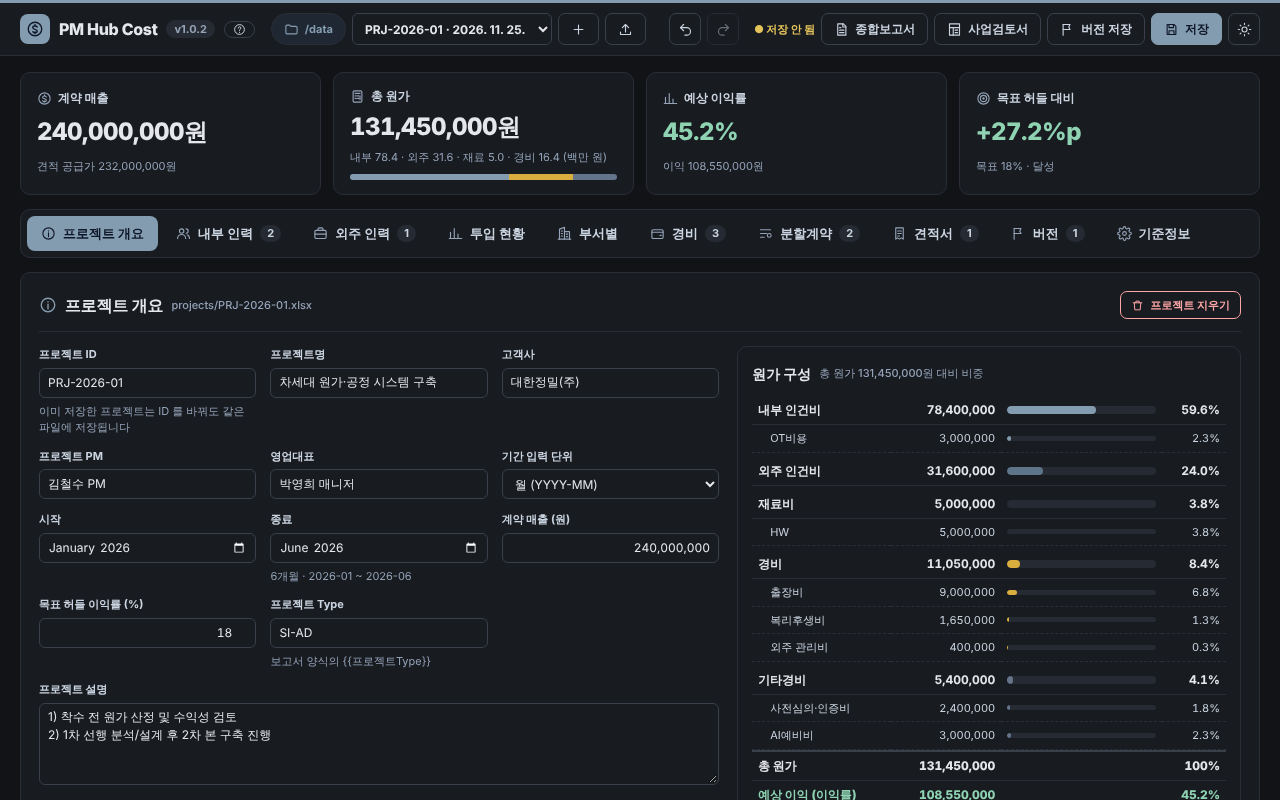 PM Hub Cost v1.0.2 /data PRJ-2026-01 · 2026. 11. 25. 저장 안 됨 종합보고서 사업검토서 버전 저장 저장
계약 매출
240,000,000원
견적 공급가 232,000,000원
총 원가
131,450,000원
내부 78.4 · 외주 31.6 · 재료 5.0 · 경비 16.4 (백만 원)
예상 이익률
45.2%
이익 108,550,000원
목표 허들 대비
+27.2%p
목표 18% · 달성
프로젝트 개요 내부 인력 2 외주 인력 1 투입 현황 부서별 경비 3 분할계약 2 견적서 1 버전 1 기준정보
프로젝트 개요 projects/PRJ-2026-01.xlsx 프로젝트 지우기
프로젝트 ID 프로젝트명 고객사
PRJ-2026-01 차세대 원가·공정 시스템 구축 대한정밀(주)
이미 저장한 프로젝트는 ID 를 바꿔도 같은
파일에 저장됩니다
프로젝트 PM 영업대표 기간 입력 단위
김철수 PM 박영희 매니저 월 (YYYY-MM)
시작 종료 계약 매출 (원)
January 2026 June 2026 240,000,000
6개월 · 2026-01 ~ 2026-06
목표 허들 이익률 (%) 프로젝트 Type
18 SI-AD
보고서 양식의 {{프로젝트Type}}
프로젝트 설명
1) 착수 전 원가 산정 및 수익성 검토
2) 1차 선행 분석/설계 후 2차 본 구축 진행
원가 구성 총 원가 131,450,000원 대비 비중
내부 인건비 78,400,000 59.6%
OT비용 3,000,000 2.3%
외주 인건비 31,600,000 24.0%
재료비 5,000,000 3.8%
HW 5,000,000 3.8%
경비 11,050,000 8.4%
출장비 9,000,000 6.8%
복리후생비 1,650,000 1.3%
외주 관리비 400,000 0.3%
기타경비 5,400,000 4.1%
사전심의·인증비 2,400,000 1.8%
AI예비비 3,000,000 2.3%
총 원가 131,450,000 100%
예상 이익 (이익률) 108,550,000 45.2%